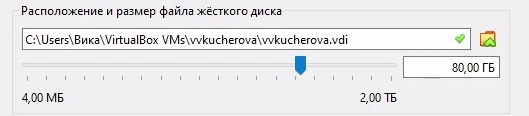 Расположение и размер файла жёсткого диска
C:\Users\Вика\VirtualBox VMs\vvkucherova\vvkucherova.vdi
80,00 ГБ
4,00 МБ 2,00 ТБ